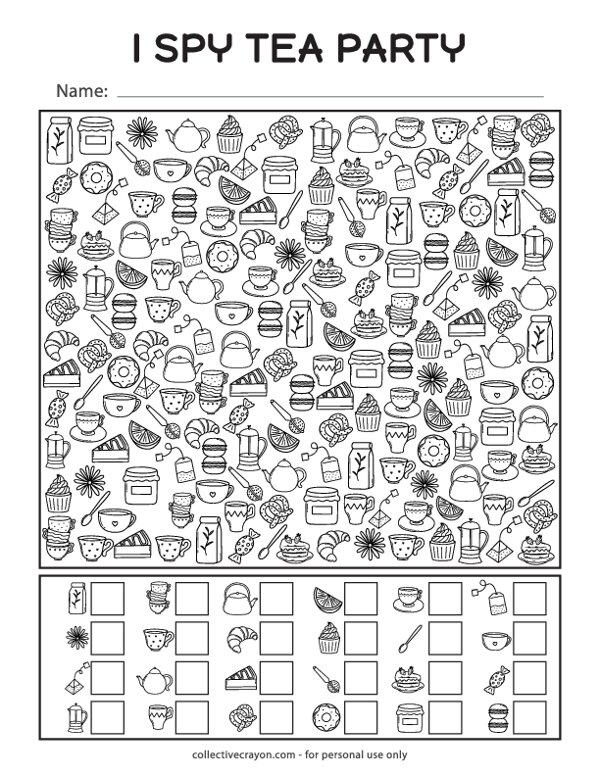 I SPY TEA PARTY
Name:
collectivecrayon.com - for personal use only